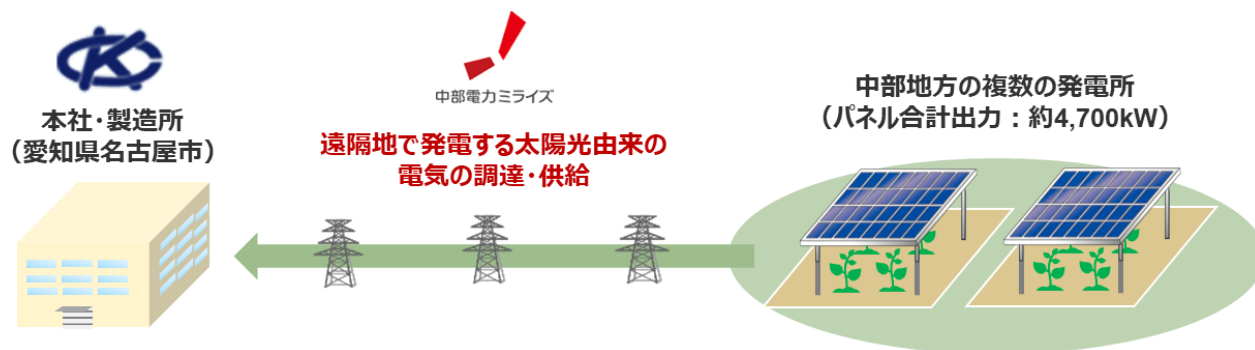 CK
本社・製造所
（愛知県名古屋市）
中部電力ミライズ
遠隔地で発電する太陽光由来の
電気の調達・供給
中部地方の複数の発電所
（パネル合計出力：約4,700kW）